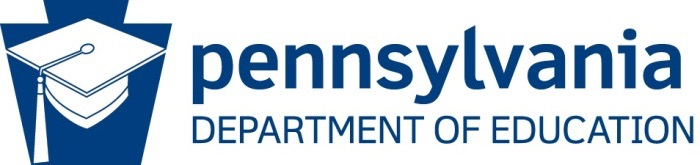 pennsylvania
DEPARTMENT OF EDUCATION